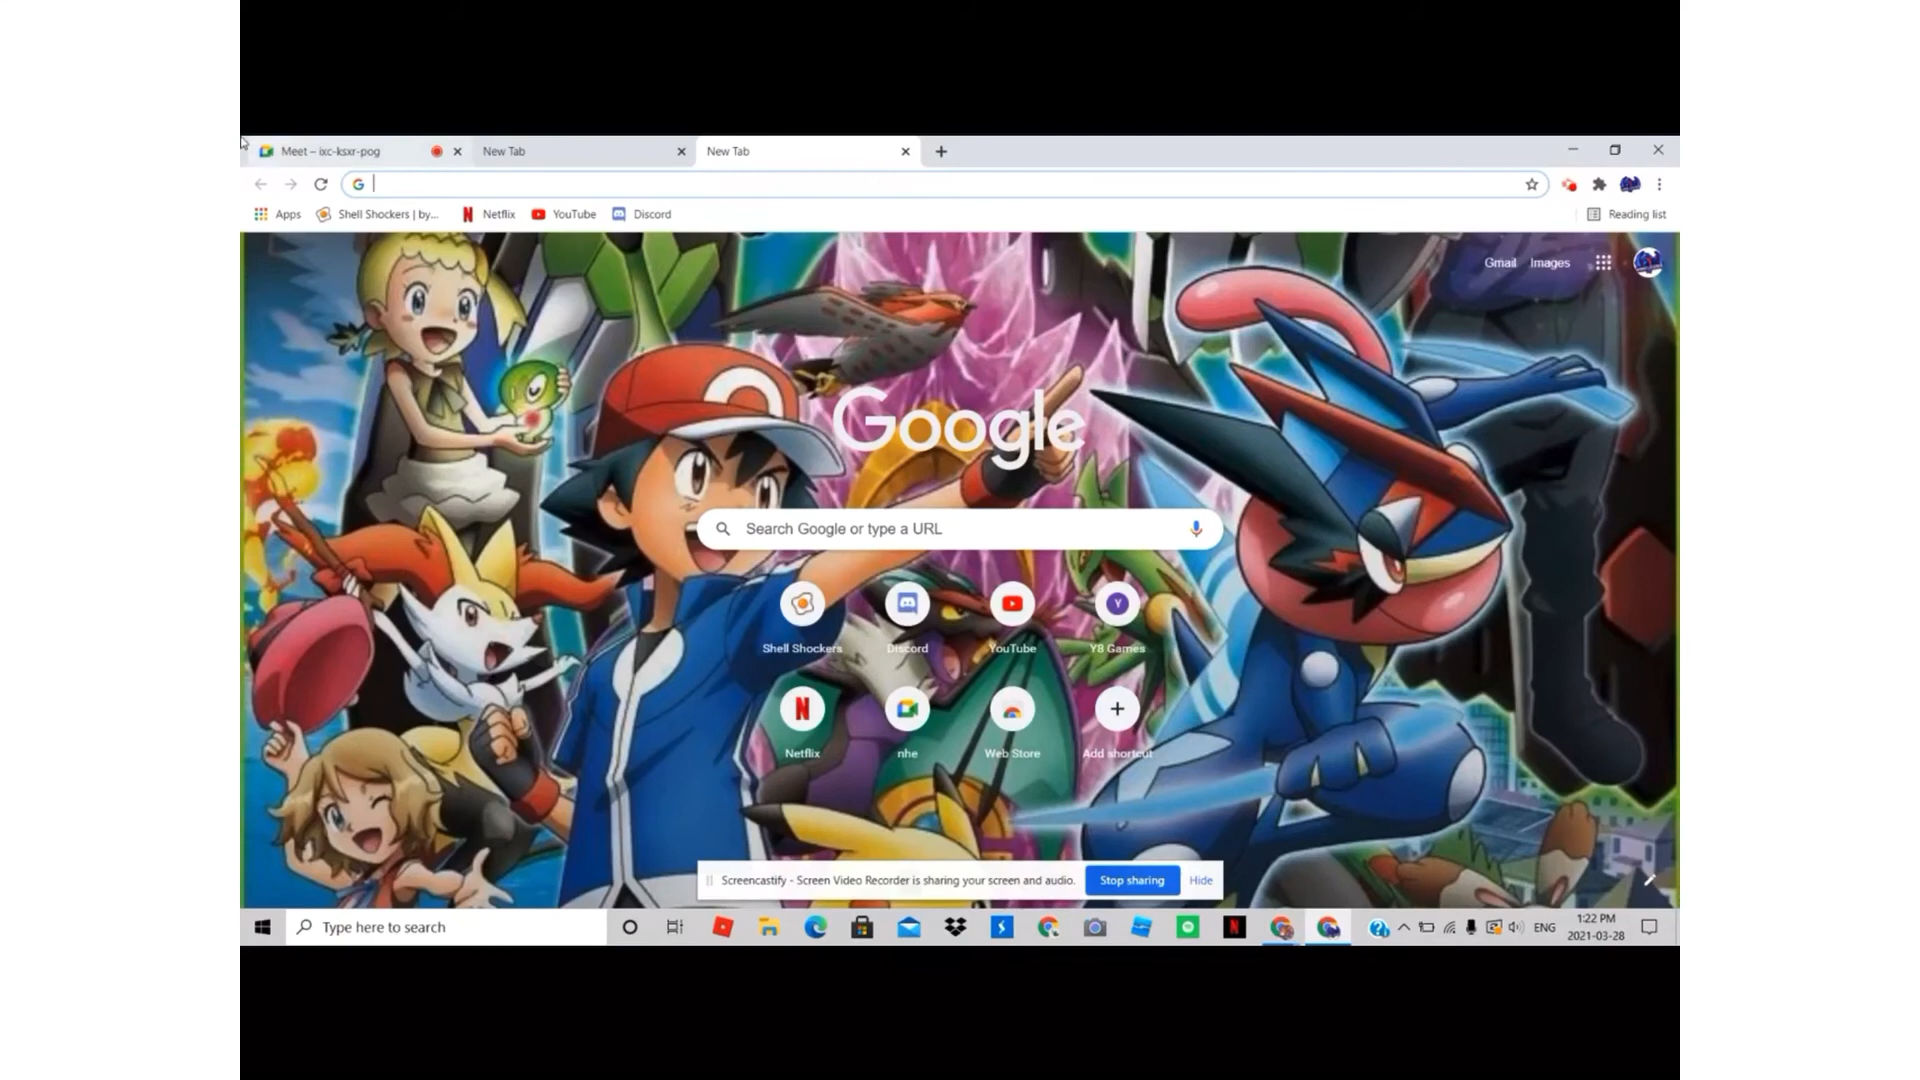 Meet – ixc-ksxr-pog
New Tab
New Tab
Apps
Shell Shockers | by...
Netflix
YouTube
Discord
Reading list
Gmail
Images
Google
Search Google or type a URL
Shell Shockers
Discord
YouTube
Y
Y8 Games
Netflix
nhe
Web Store
Add shortcut
Screencastify - Screen Video Recorder is sharing your screen and audio.
Stop sharing
Hide
Type here to search
ENG
1:22 PM
2021-03-28